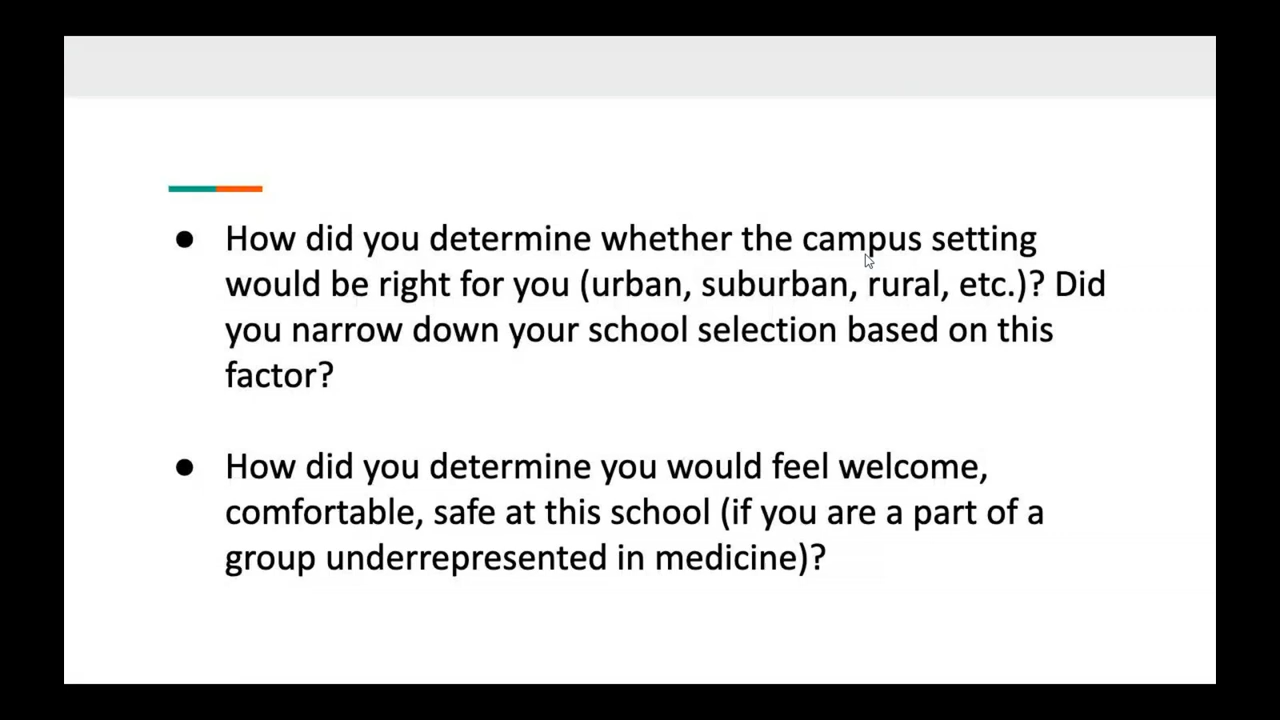 ● How did you determine whether the campus setting
would be right for you (urban, suburban, rural, etc.)? Did
you narrow down your school selection based on this
factor?
● How did you determine you would feel welcome,
comfortable, safe at this school (if you are a part of a
group underrepresented in medicine)?